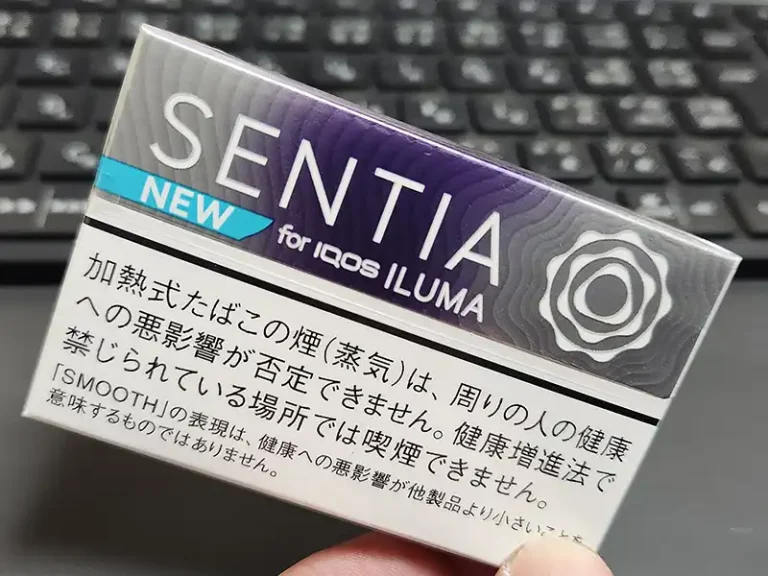 SENTIA
NEW
for IQOS ILUMA
加熱式たばこの煙(蒸気)は、周りの人の健康
への悪影響が否定できません。健康増進法で
禁じられている場所では喫煙できません。
「SMOOTH」の表現は、健康への悪影響が他製品より小さいことを
意味するものではありません。